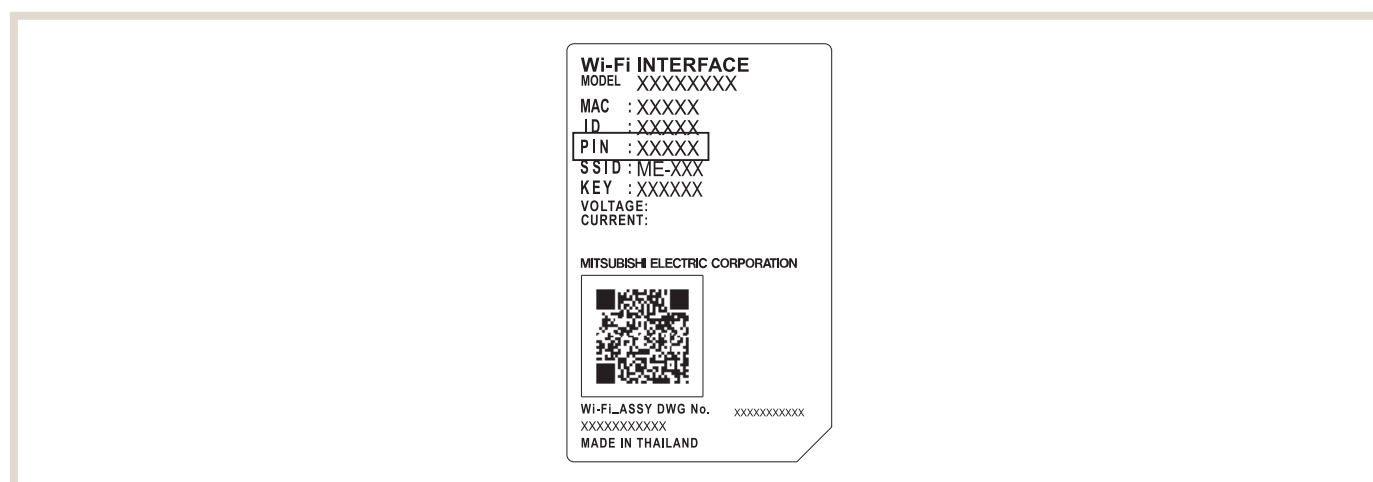 Wi-Fi INTERFACE
MODEL XXXXXXXX
MAC : XXXXX
ID : XXXXX
PIN : XXXXX
SSID : ME-XXX
KEY : XXXXXX
VOLTAGE:
CURRENT:
MITSUBISHI ELECTRIC CORPORATION
Wi-Fi_ASSY DWG No. XXXXXXXXXXX
XXXXXXXXXXX
MADE IN THAILAND